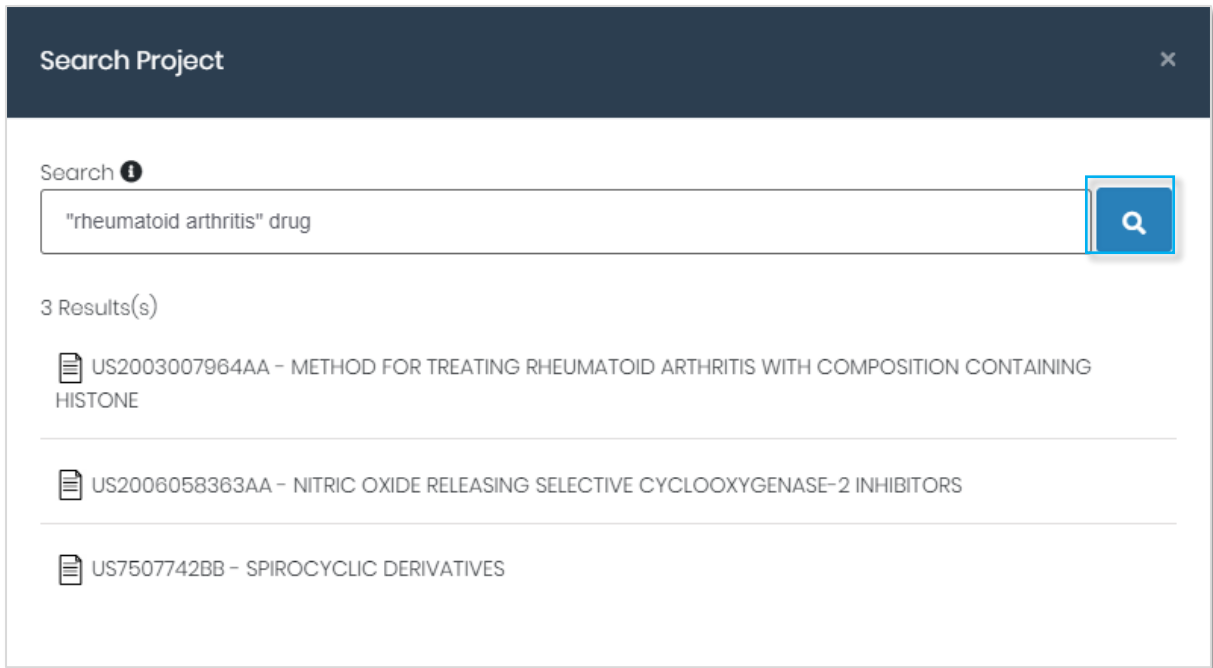 Search Project
Search
"rheumatoid arthritis" drug
3 Results(s)
US2003007964AA - METHOD FOR TREATING RHEUMATOID ARTHRITIS WITH COMPOSITION CONTAINING
HISTONE
US2006058363AA - NITRIC OXIDE RELEASING SELECTIVE CYCLOOXYGENASE-2 INHIBITORS
US7507742BB - SPIROCYCLIC DERIVATIVES